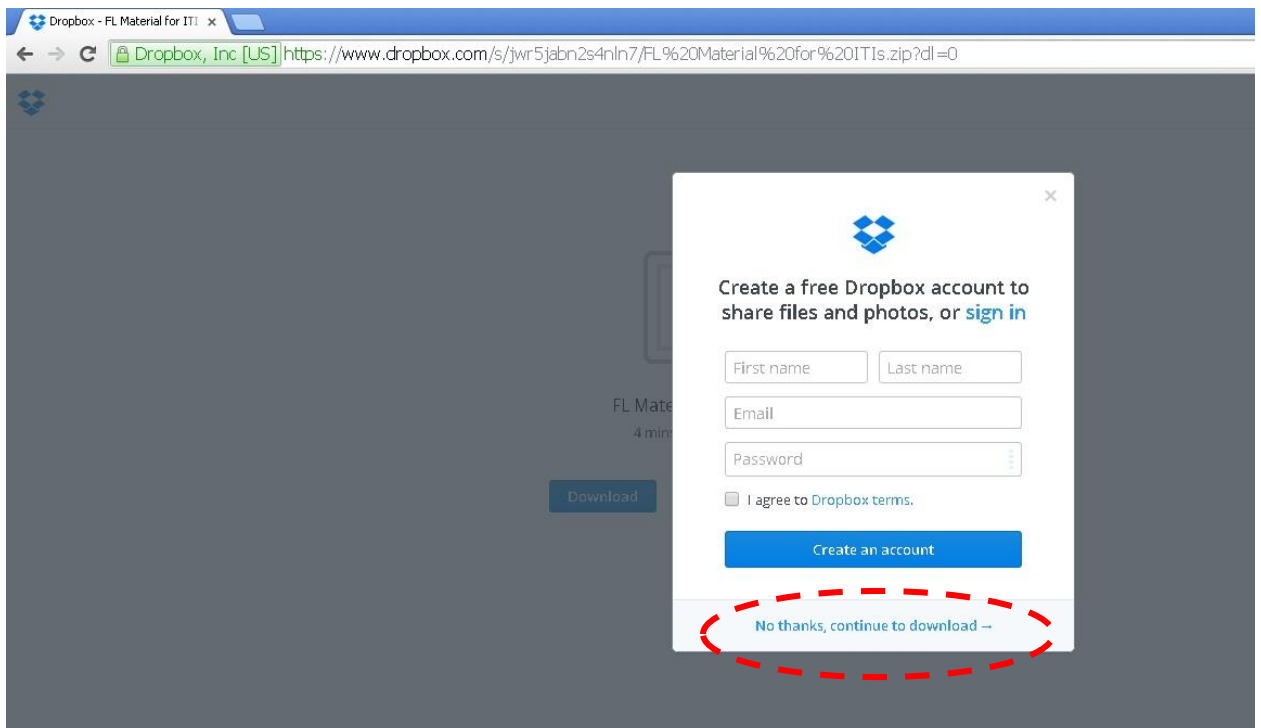 Dropbox - FL Material for ITI ×
Dropbox, Inc [US] https://www.dropbox.com/s/jwr5jabn2s4nln7/FL%20Material%20for%20ITIs.zip?dl=0
×
Create a free Dropbox account to
share files and photos, or sign in
First name Last name
FL Mate
Email
4 mins
Password
Download
I agree to Dropbox terms.
Create an account
No thanks, continue to download →